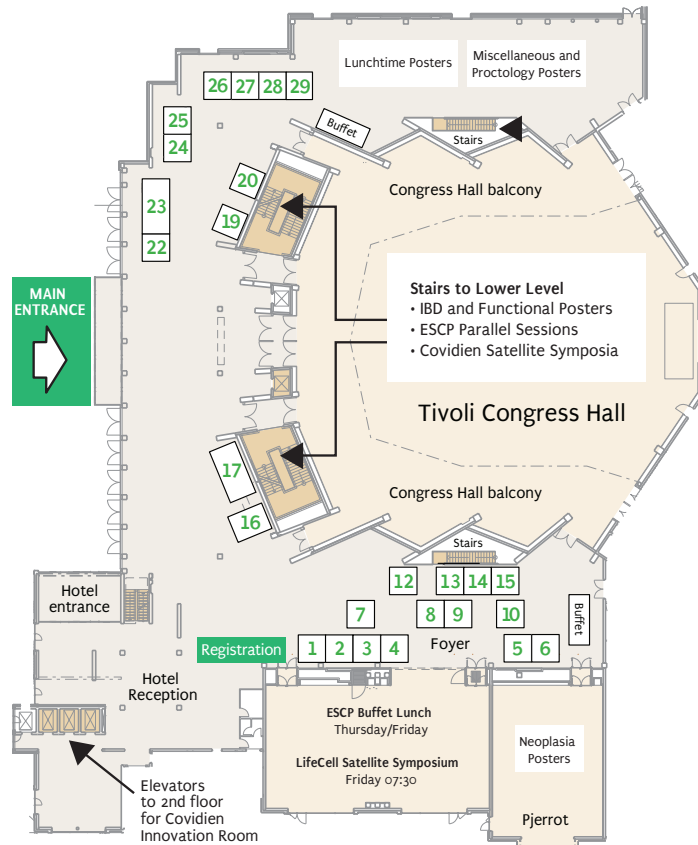 Lunchtime Posters
Miscellaneous and
Proctology Posters
26 27 28 29
25
24
Buffet
Stairs
20
19
23
22
Congress Hall balcony
MAIN
ENTRANCE
Stairs to Lower Level
• IBD and Functional Posters
• ESCP Parallel Sessions
• Covidien Satellite Symposia
Tivoli Congress Hall
17
16
Congress Hall balcony
Stairs
12 13 14 15
Hotel
entrance
7 8 9 10
Buffet
Registration
1 2 3 4
Foyer
5 6
Hotel
Reception
ESCP Buffet Lunch
Thursday/Friday
LifeCell Satellite Symposium
Friday 07:30
Neoplasia
Posters
Pjerrot
Elevators
to 2nd floor
for Covidien
Innovation Room